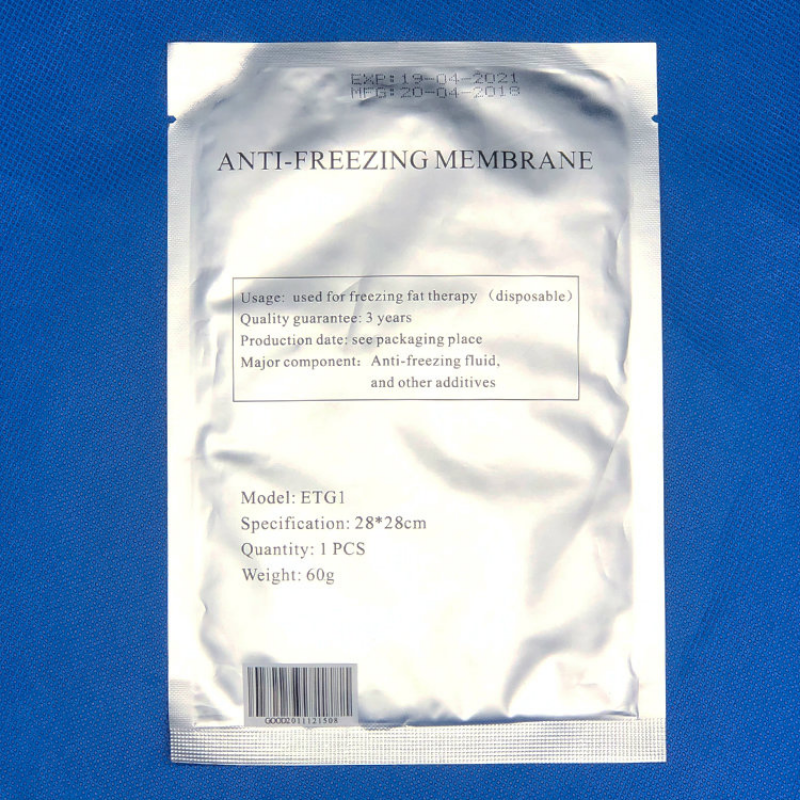 EXP:19-04-2021
MFG:20-04-2018
ANTI-FREEZING MEMBRANE
Usage: used for freezing fat therapy (disposable)
Quality guarantee: 3 years
Production date: see packaging place
Major component: Anti-freezing fluid,
and other additives
Model: ETG1
Specification: 28*28cm
Quantity: 1 PCS
Weight: 60g
GOOD2011121508